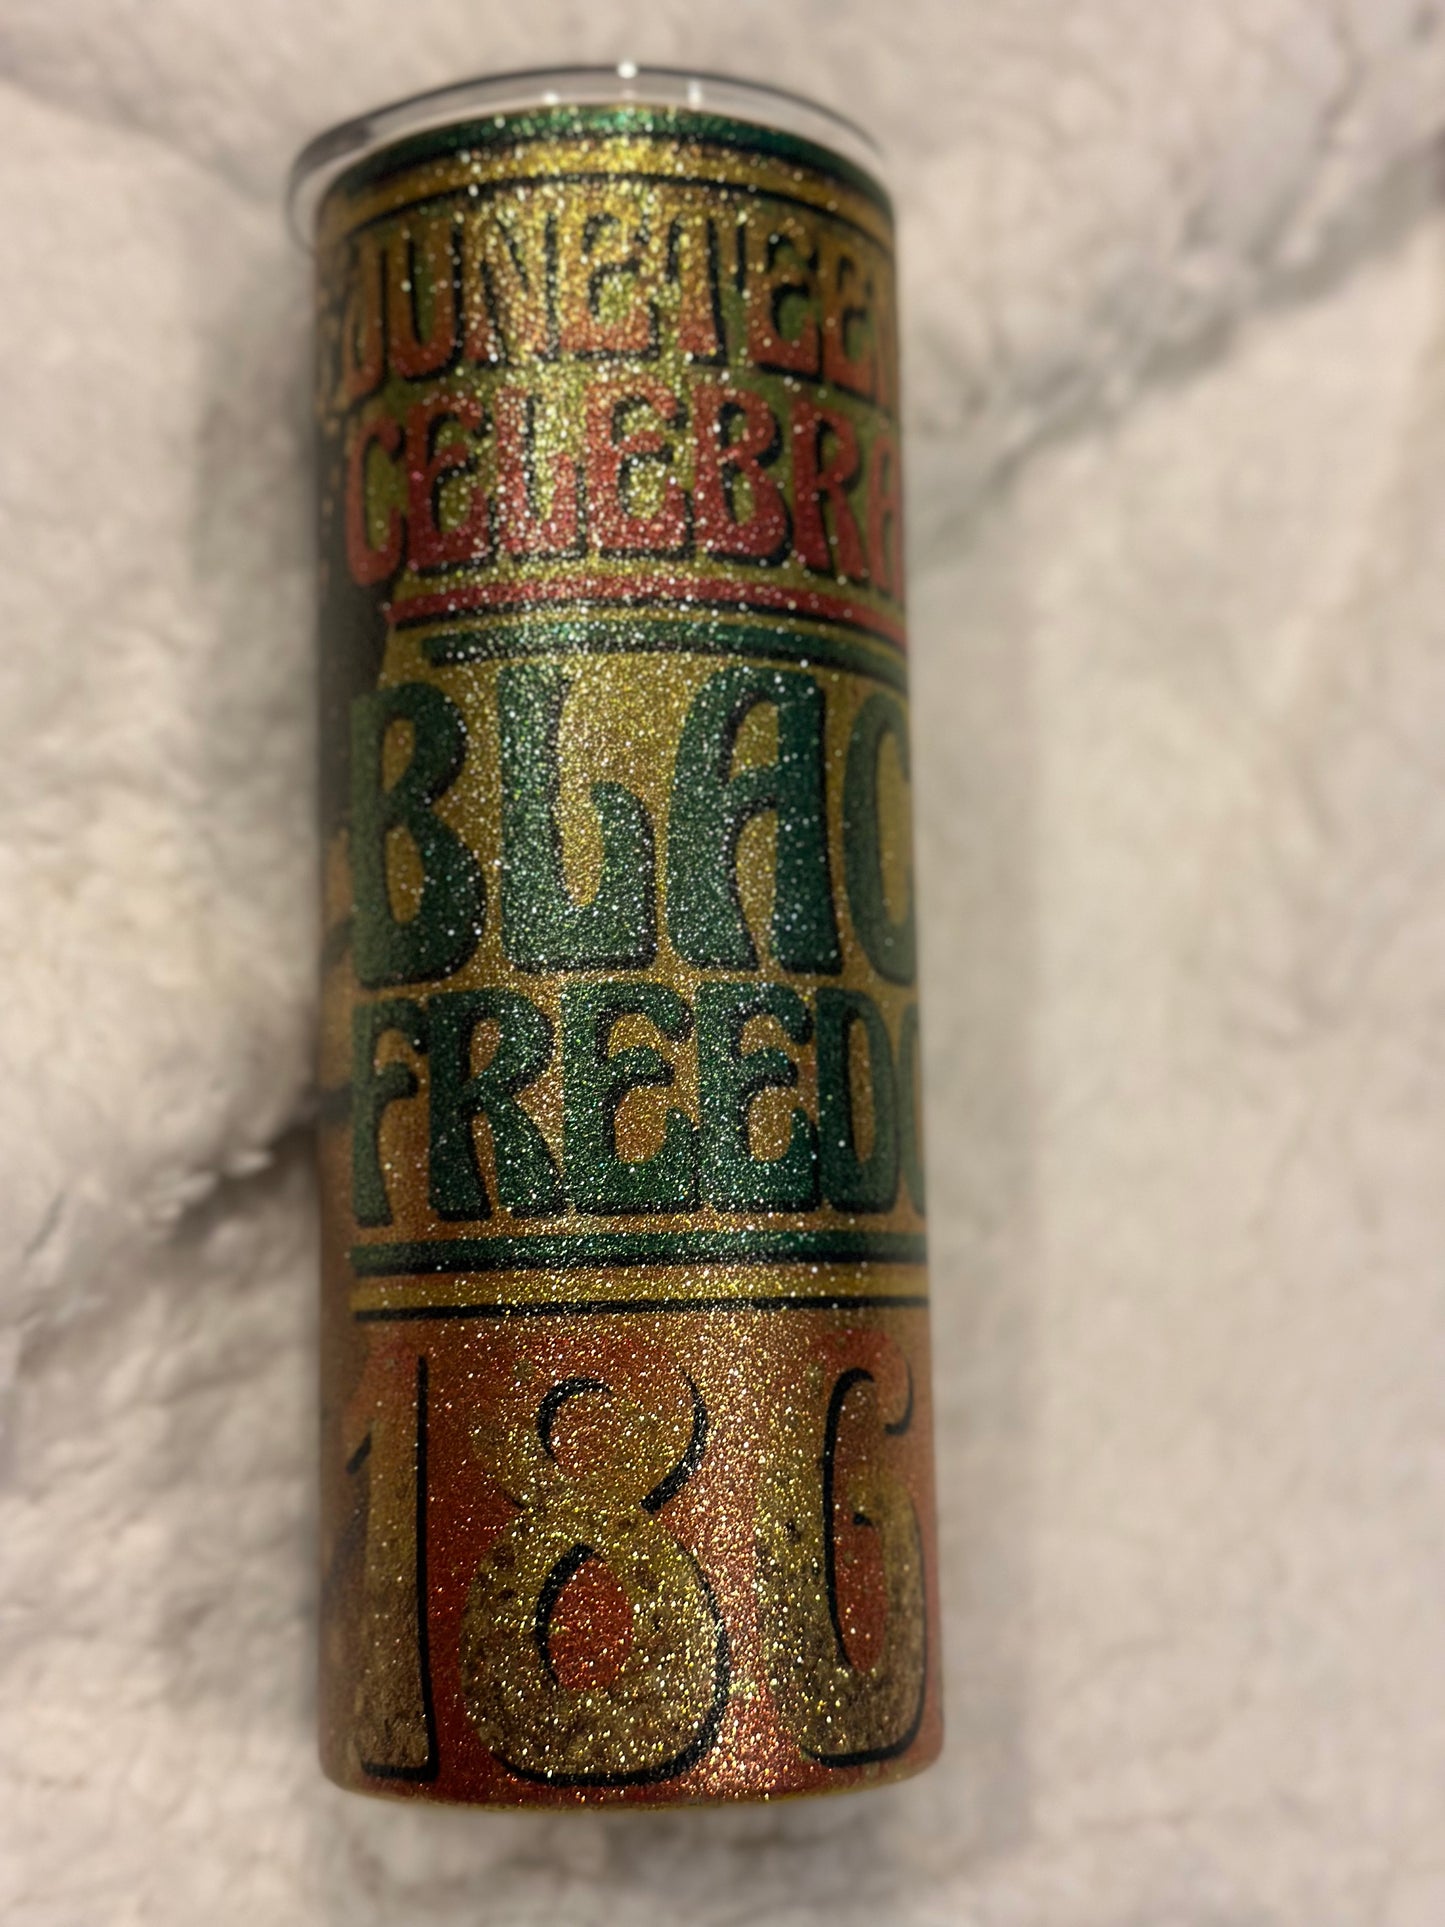 JUNETEEN
CELEBRA
BLAC
FREEDO
186